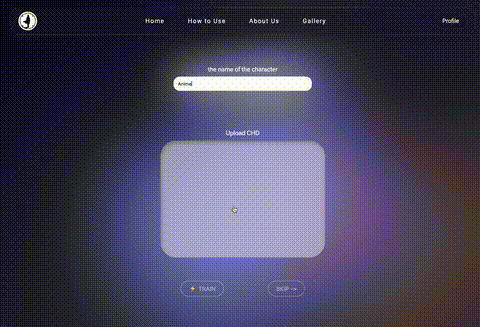 Home How to Use About Us Gallery Profile
the name of the character
Anime
Upload CHD
⚡ TRAIN SKIP →